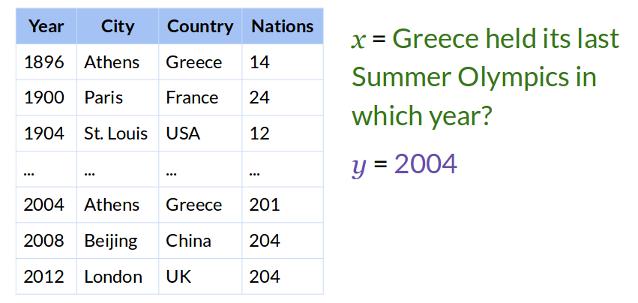 Year City Country Nations
1896 Athens Greece 14
1900 Paris France 24
1904 St. Louis USA 12
... ... ... ...
2004 Athens Greece 201
2008 Beijing China 204
2012 London UK 204
x = Greece held its last
Summer Olympics in
which year?
y = 2004